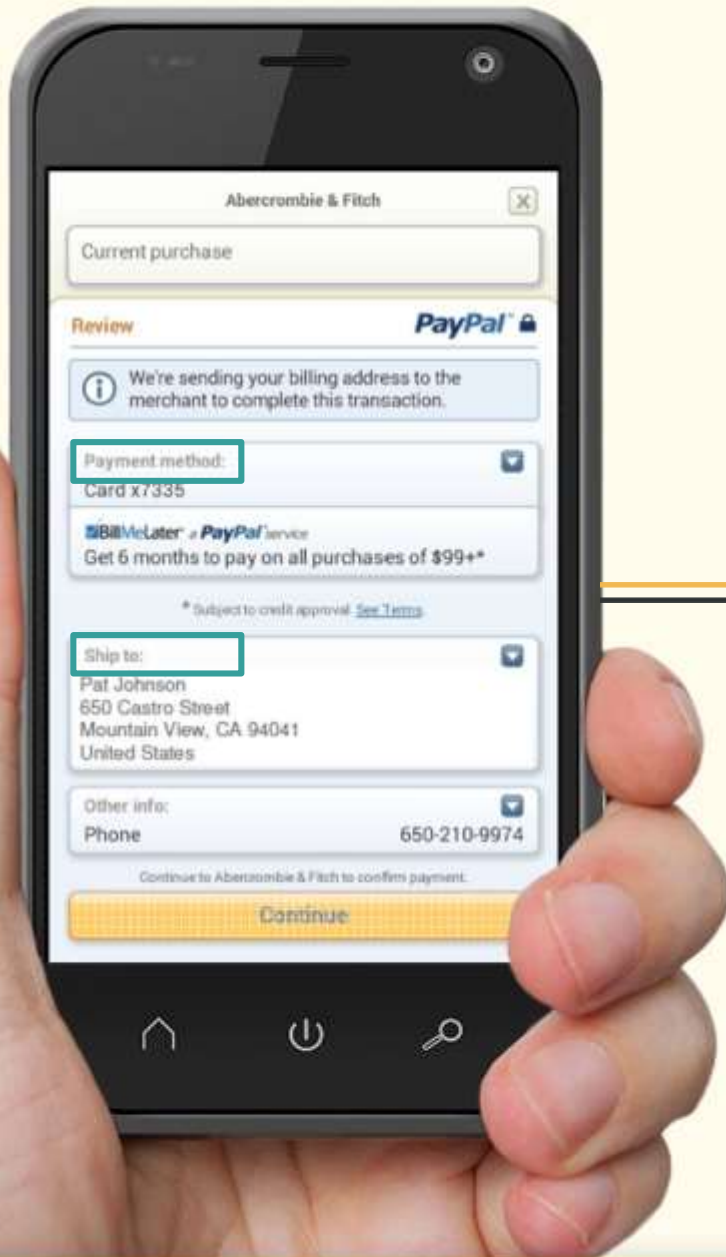 Abercrombie & Fitch
Current purchase
Review
PayPal
We're sending your billing address to the
merchant to complete this transaction.
Payment method:
Card x7335
BillMeLater a PayPal service
Get 6 months to pay on all purchases of $99+*
* Subject to credit approval. See Terms.
Ship to:
Pat Johnson
650 Castro Street
Mountain View, CA 94041
United States
Other info:
Phone 650-210-9974
Continue to Abercrombie & Fitch to confirm payment.
Continue